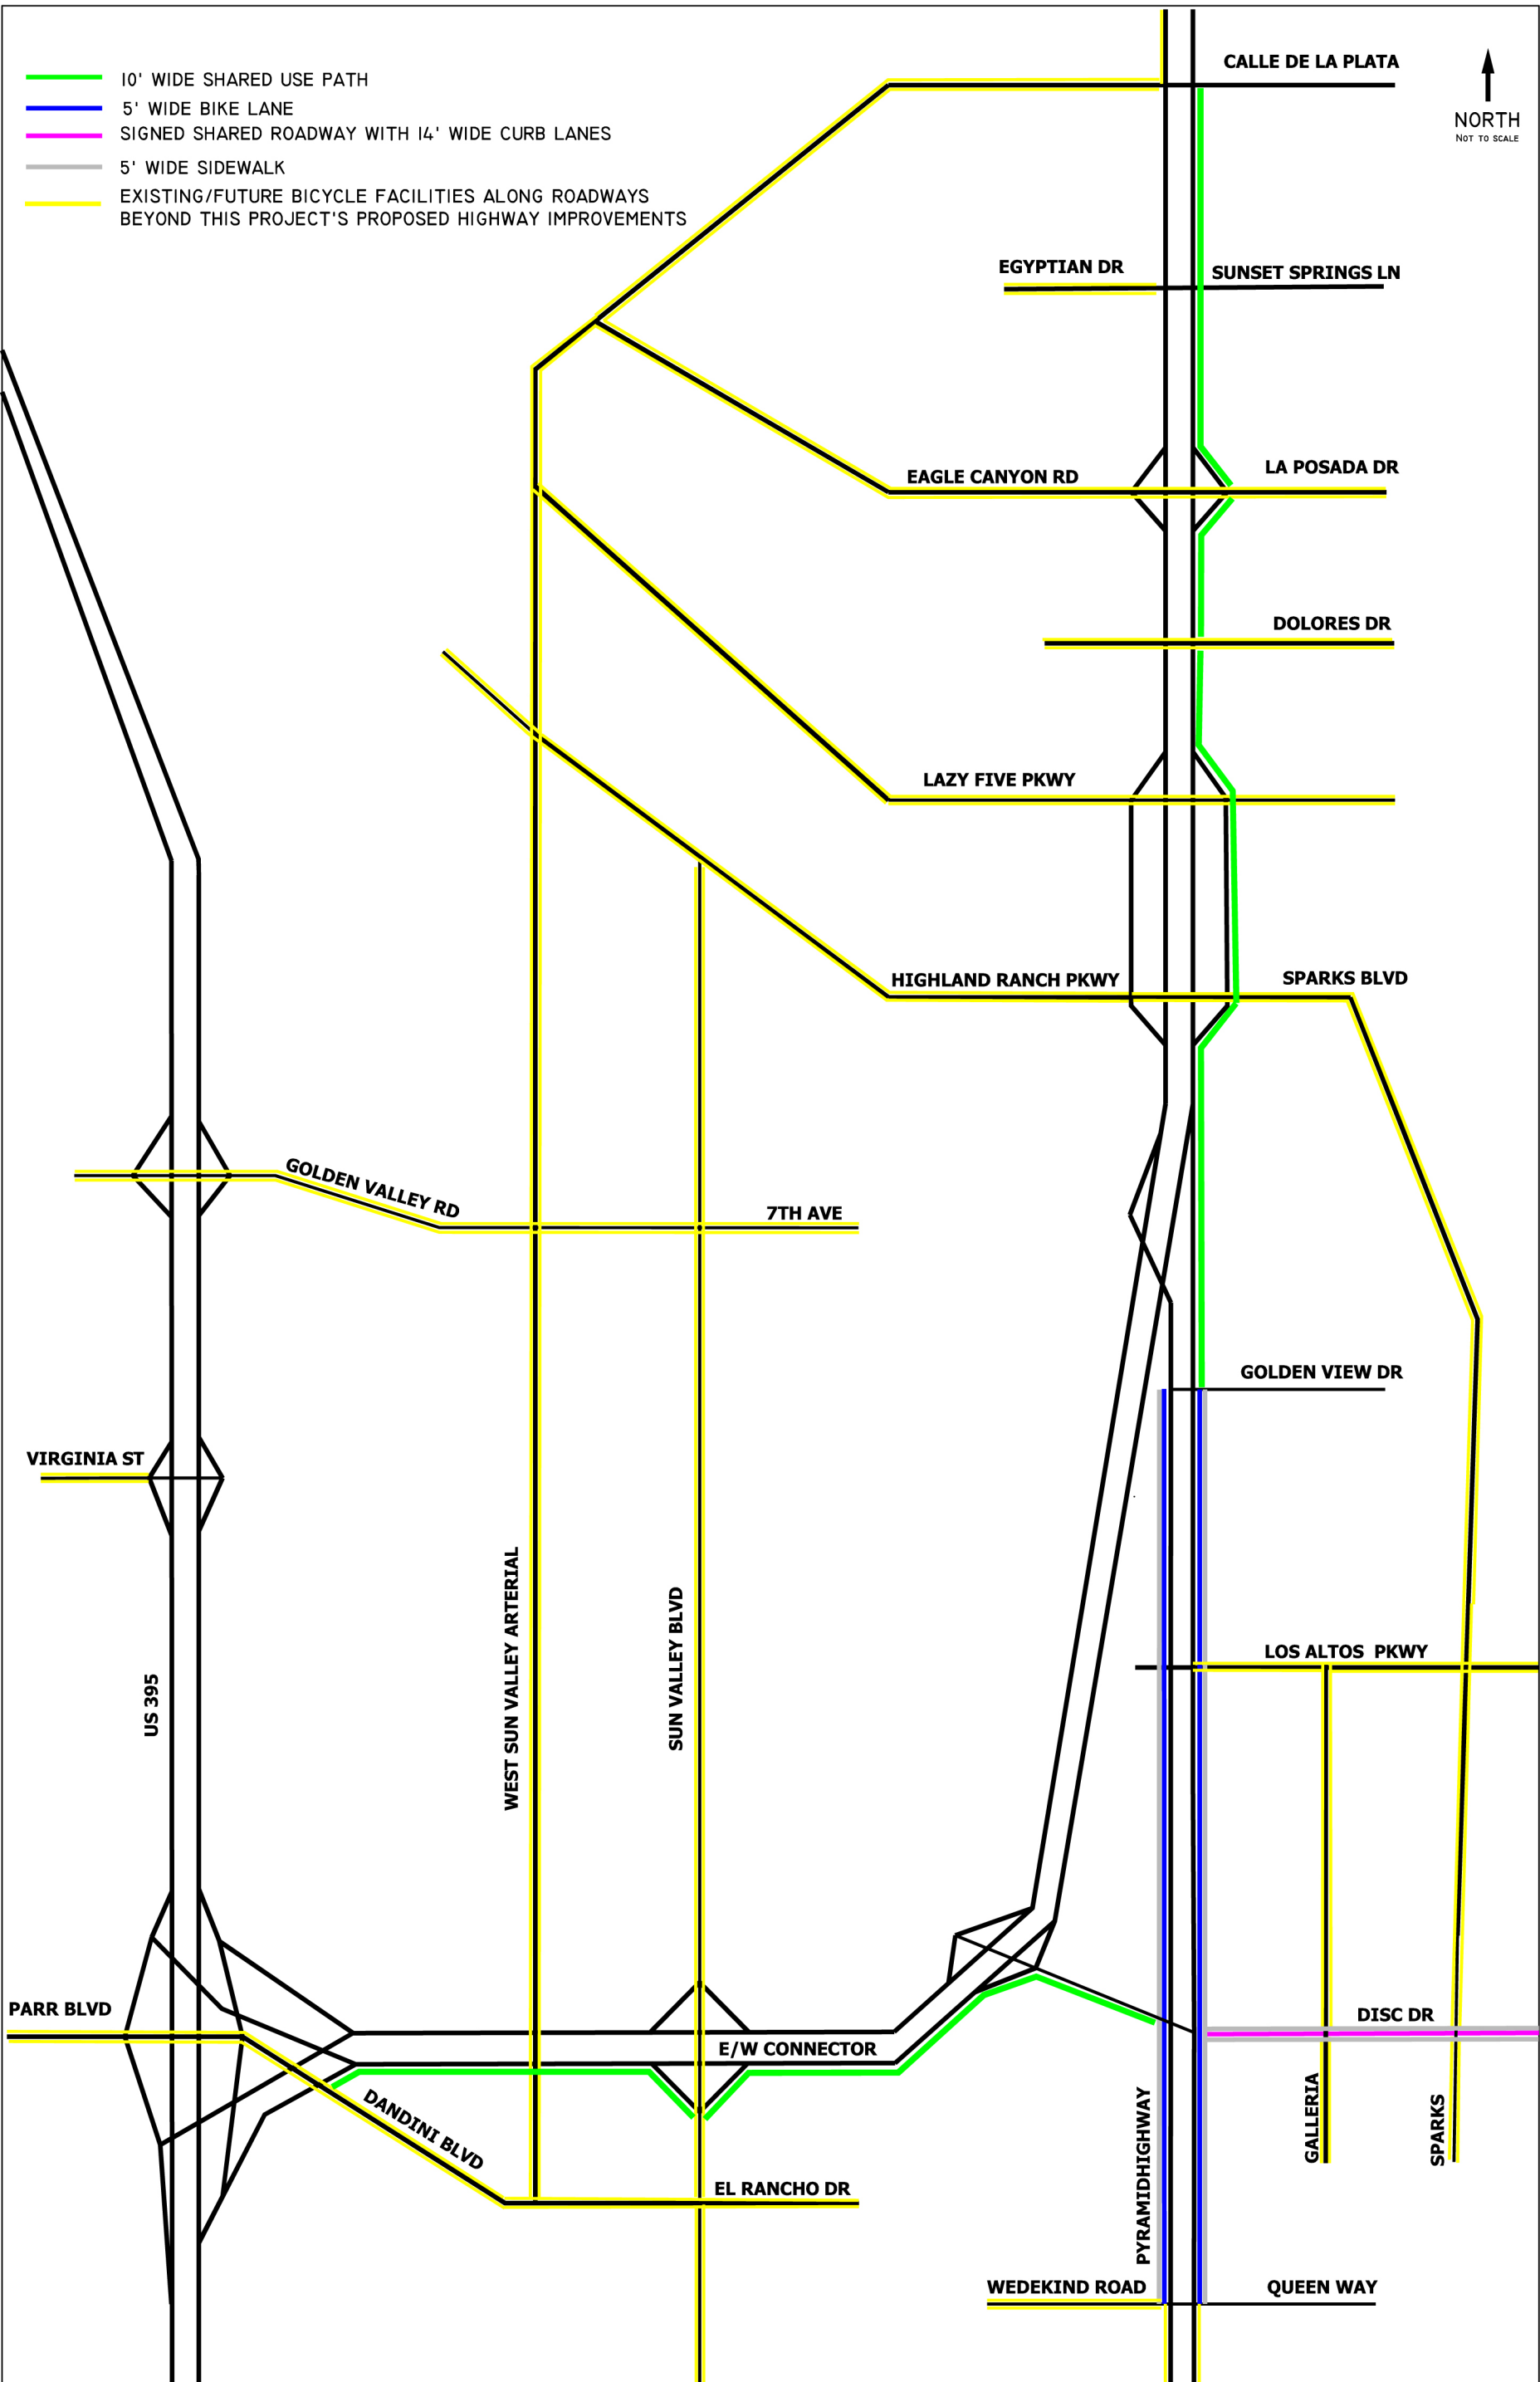 CALLE DE LA PLATA
10' WIDE SHARED USE PATH
5' WIDE BIKE LANE
SIGNED SHARED ROADWAY WITH 14' WIDE CURB LANES
5' WIDE SIDEWALK
EXISTING/FUTURE BICYCLE FACILITIES ALONG ROADWAYS
BEYOND THIS PROJECT'S PROPOSED HIGHWAY IMPROVEMENTS
NORTH
NOT TO SCALE
EGYPTIAN DR
SUNSET SPRINGS LN
EAGLE CANYON RD
LA POSADA DR
DOLORES DR
LAZY FIVE PKWY
HIGHLAND RANCH PKWY
SPARKS BLVD
GOLDEN VALLEY RD
7TH AVE
GOLDEN VIEW DR
VIRGINIA ST
US 395
WEST SUN VALLEY ARTERIAL
SUN VALLEY BLVD
LOS ALTOS PKWY
PARR BLVD
E/W CONNECTOR
DISC DR
DANDINI BLVD
PYRAMIDHIGHWAY
GALLERIA
SPARKS
EL RANCHO DR
WEDEKIND ROAD
QUEEN WAY